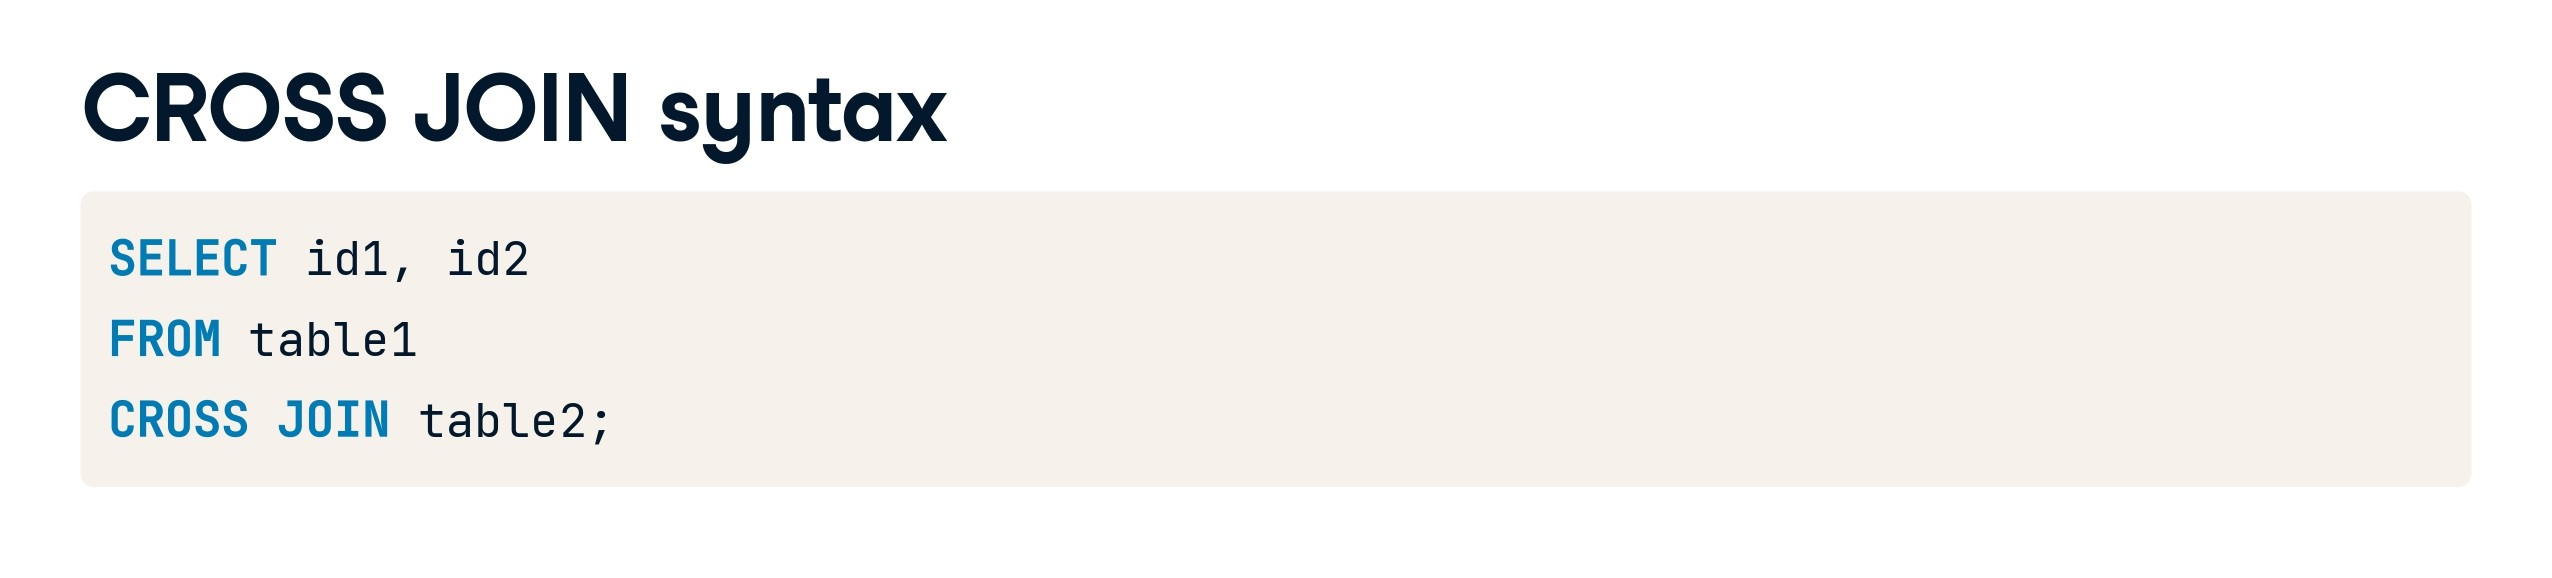 CROSS JOIN syntax
SELECT id1, id2
FROM table1
CROSS JOIN table2;